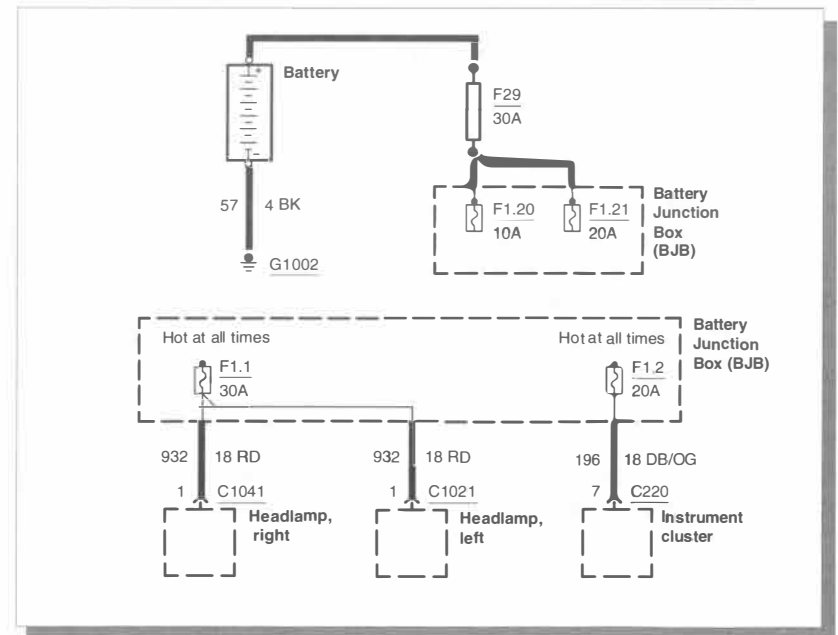 Battery
F29
30A
57 4 BK
G1002
F1.20
10A
F1.21
20A
Battery
Junction
Box
(BJB)
Hot at all times
F1.1
30A
Hot at all times
F1.2
20A
Battery
Junction
Box (BJB)
932 18 RD
1 C1041
Headlamp,
right
932 18 RD
1 C1021
Headlamp,
left
196 18 DB/OG
7 C220
Instrument
cluster